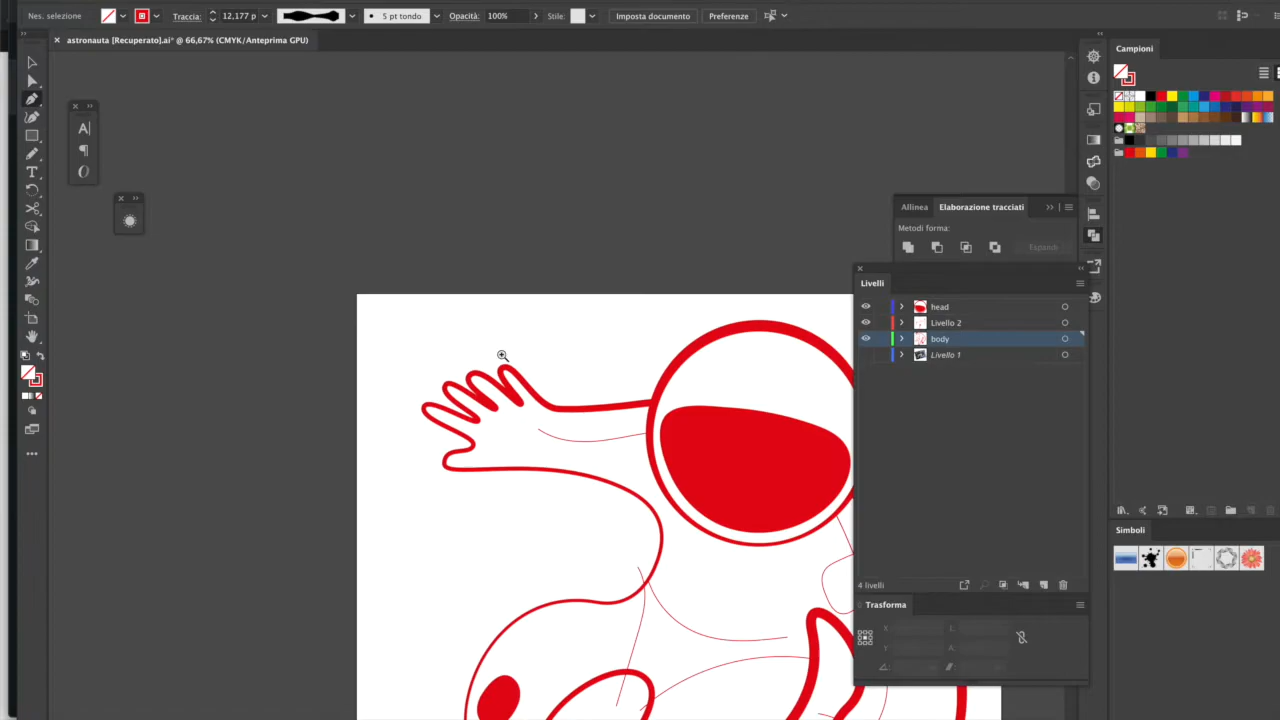 Nes. selezione
Traccia:
12,177 p
5 pt tondo
Opacità:
100%
Stile:
Imposta documento
Preferenze
astronauta [Recuperato].ai* @ 66,67% (CMYK/Anteprima GPU)
Campioni
Allinea
Elaborazione tracciati
Metodi forma:
Espandi
Livelli
head
Livello 2
body
Livello 1
4 livelli
Simboli
Trasforma
X:
L:
Y:
A: